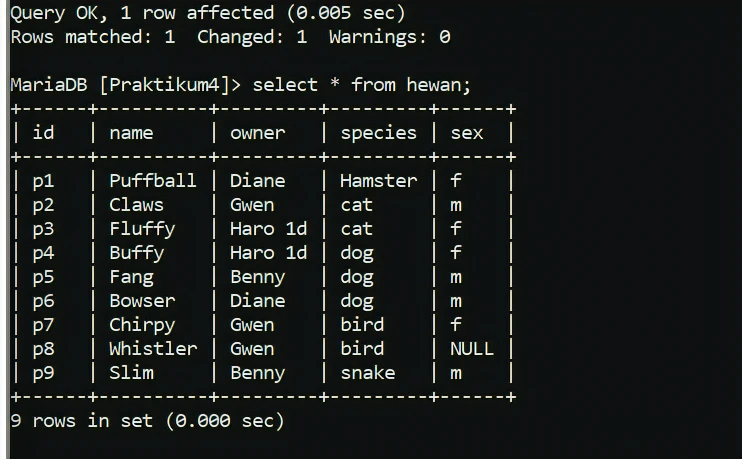 Query OK, 1 row affected (0.005 sec)
Rows matched: 1  Changed: 1  Warnings: 0
MariaDB [Praktikum4]> select * from hewan;
+------+-----------+---------+---------+------+
| id   | name      | owner   | species | sex  |
+------+-----------+---------+---------+------+
| p1   | Puffball  | Diane   | Hamster | f    |
| p2   | Claws     | Gwen    | cat     | m    |
| p3   | Fluffy    | Haro 1d | cat     | f    |
| p4   | Buffy     | Haro 1d | dog     | f    |
| p5   | Fang      | Benny   | dog     | m    |
| p6   | Bowser    | Diane   | dog     | m    |
| p7   | Chirpy    | Gwen    | bird    | f    |
| p8   | Whistler  | Gwen    | bird    | NULL |
| p9   | Slim      | Benny   | snake   | m    |
+------+-----------+---------+---------+------+
9 rows in set (0.000 sec)